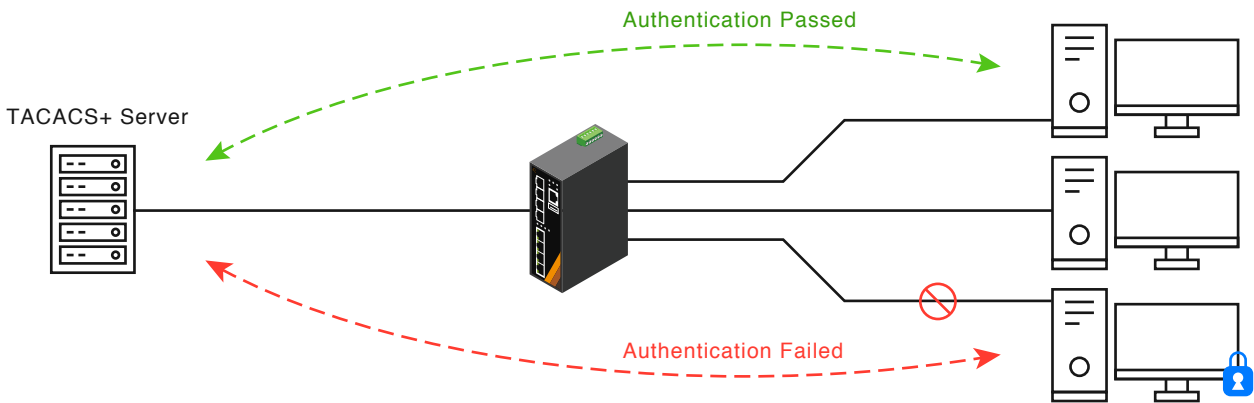 Authentication Passed
TACACS+ Server
Authentication Failed